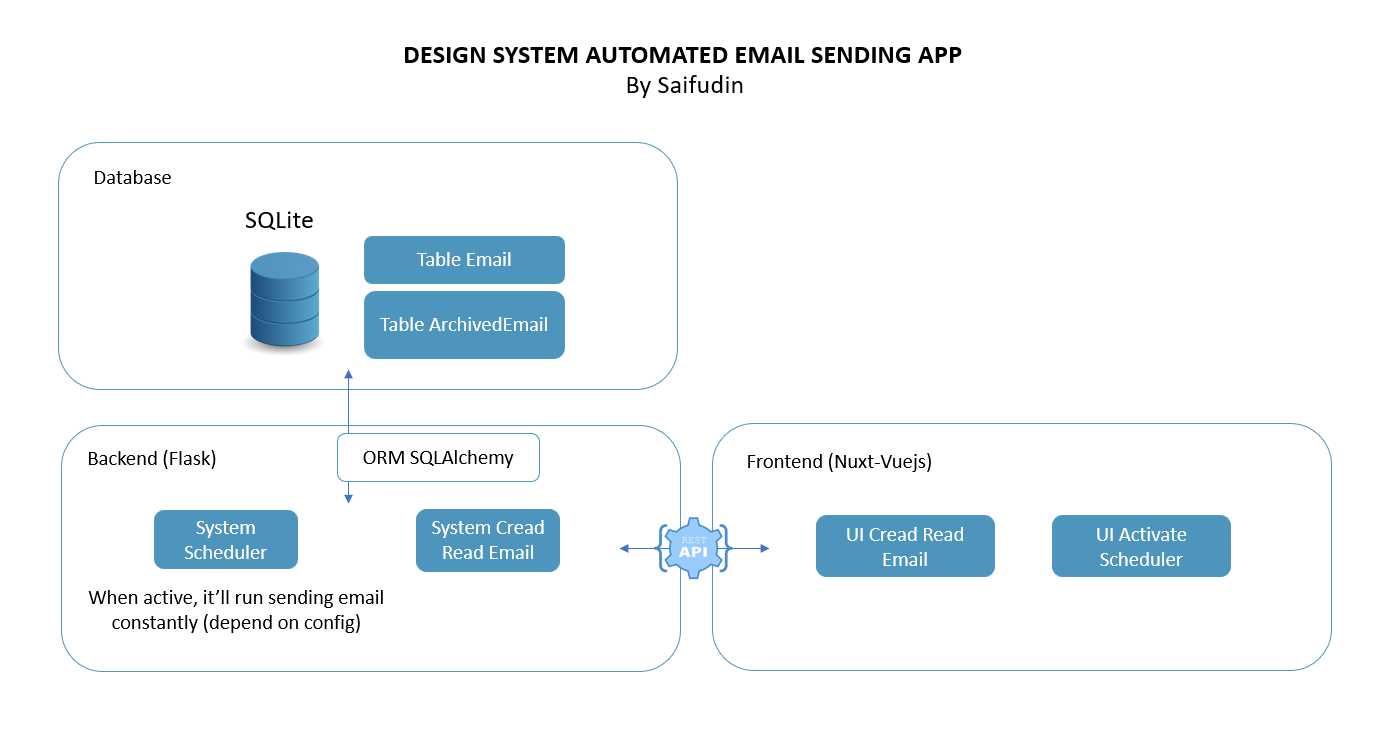 DESIGN SYSTEM AUTOMATED EMAIL SENDING APP
By Saifudin
Database
SQLite
Table Email
Table ArchivedEmail
Backend (Flask)
ORM SQLAlchemy
System
Scheduler
System Cread
Read Email
When active, it’ll run sending email
constantly (depend on config)
REST
API
Frontend (Nuxt-Vuejs)
UI Cread Read
Email
UI Activate
Scheduler